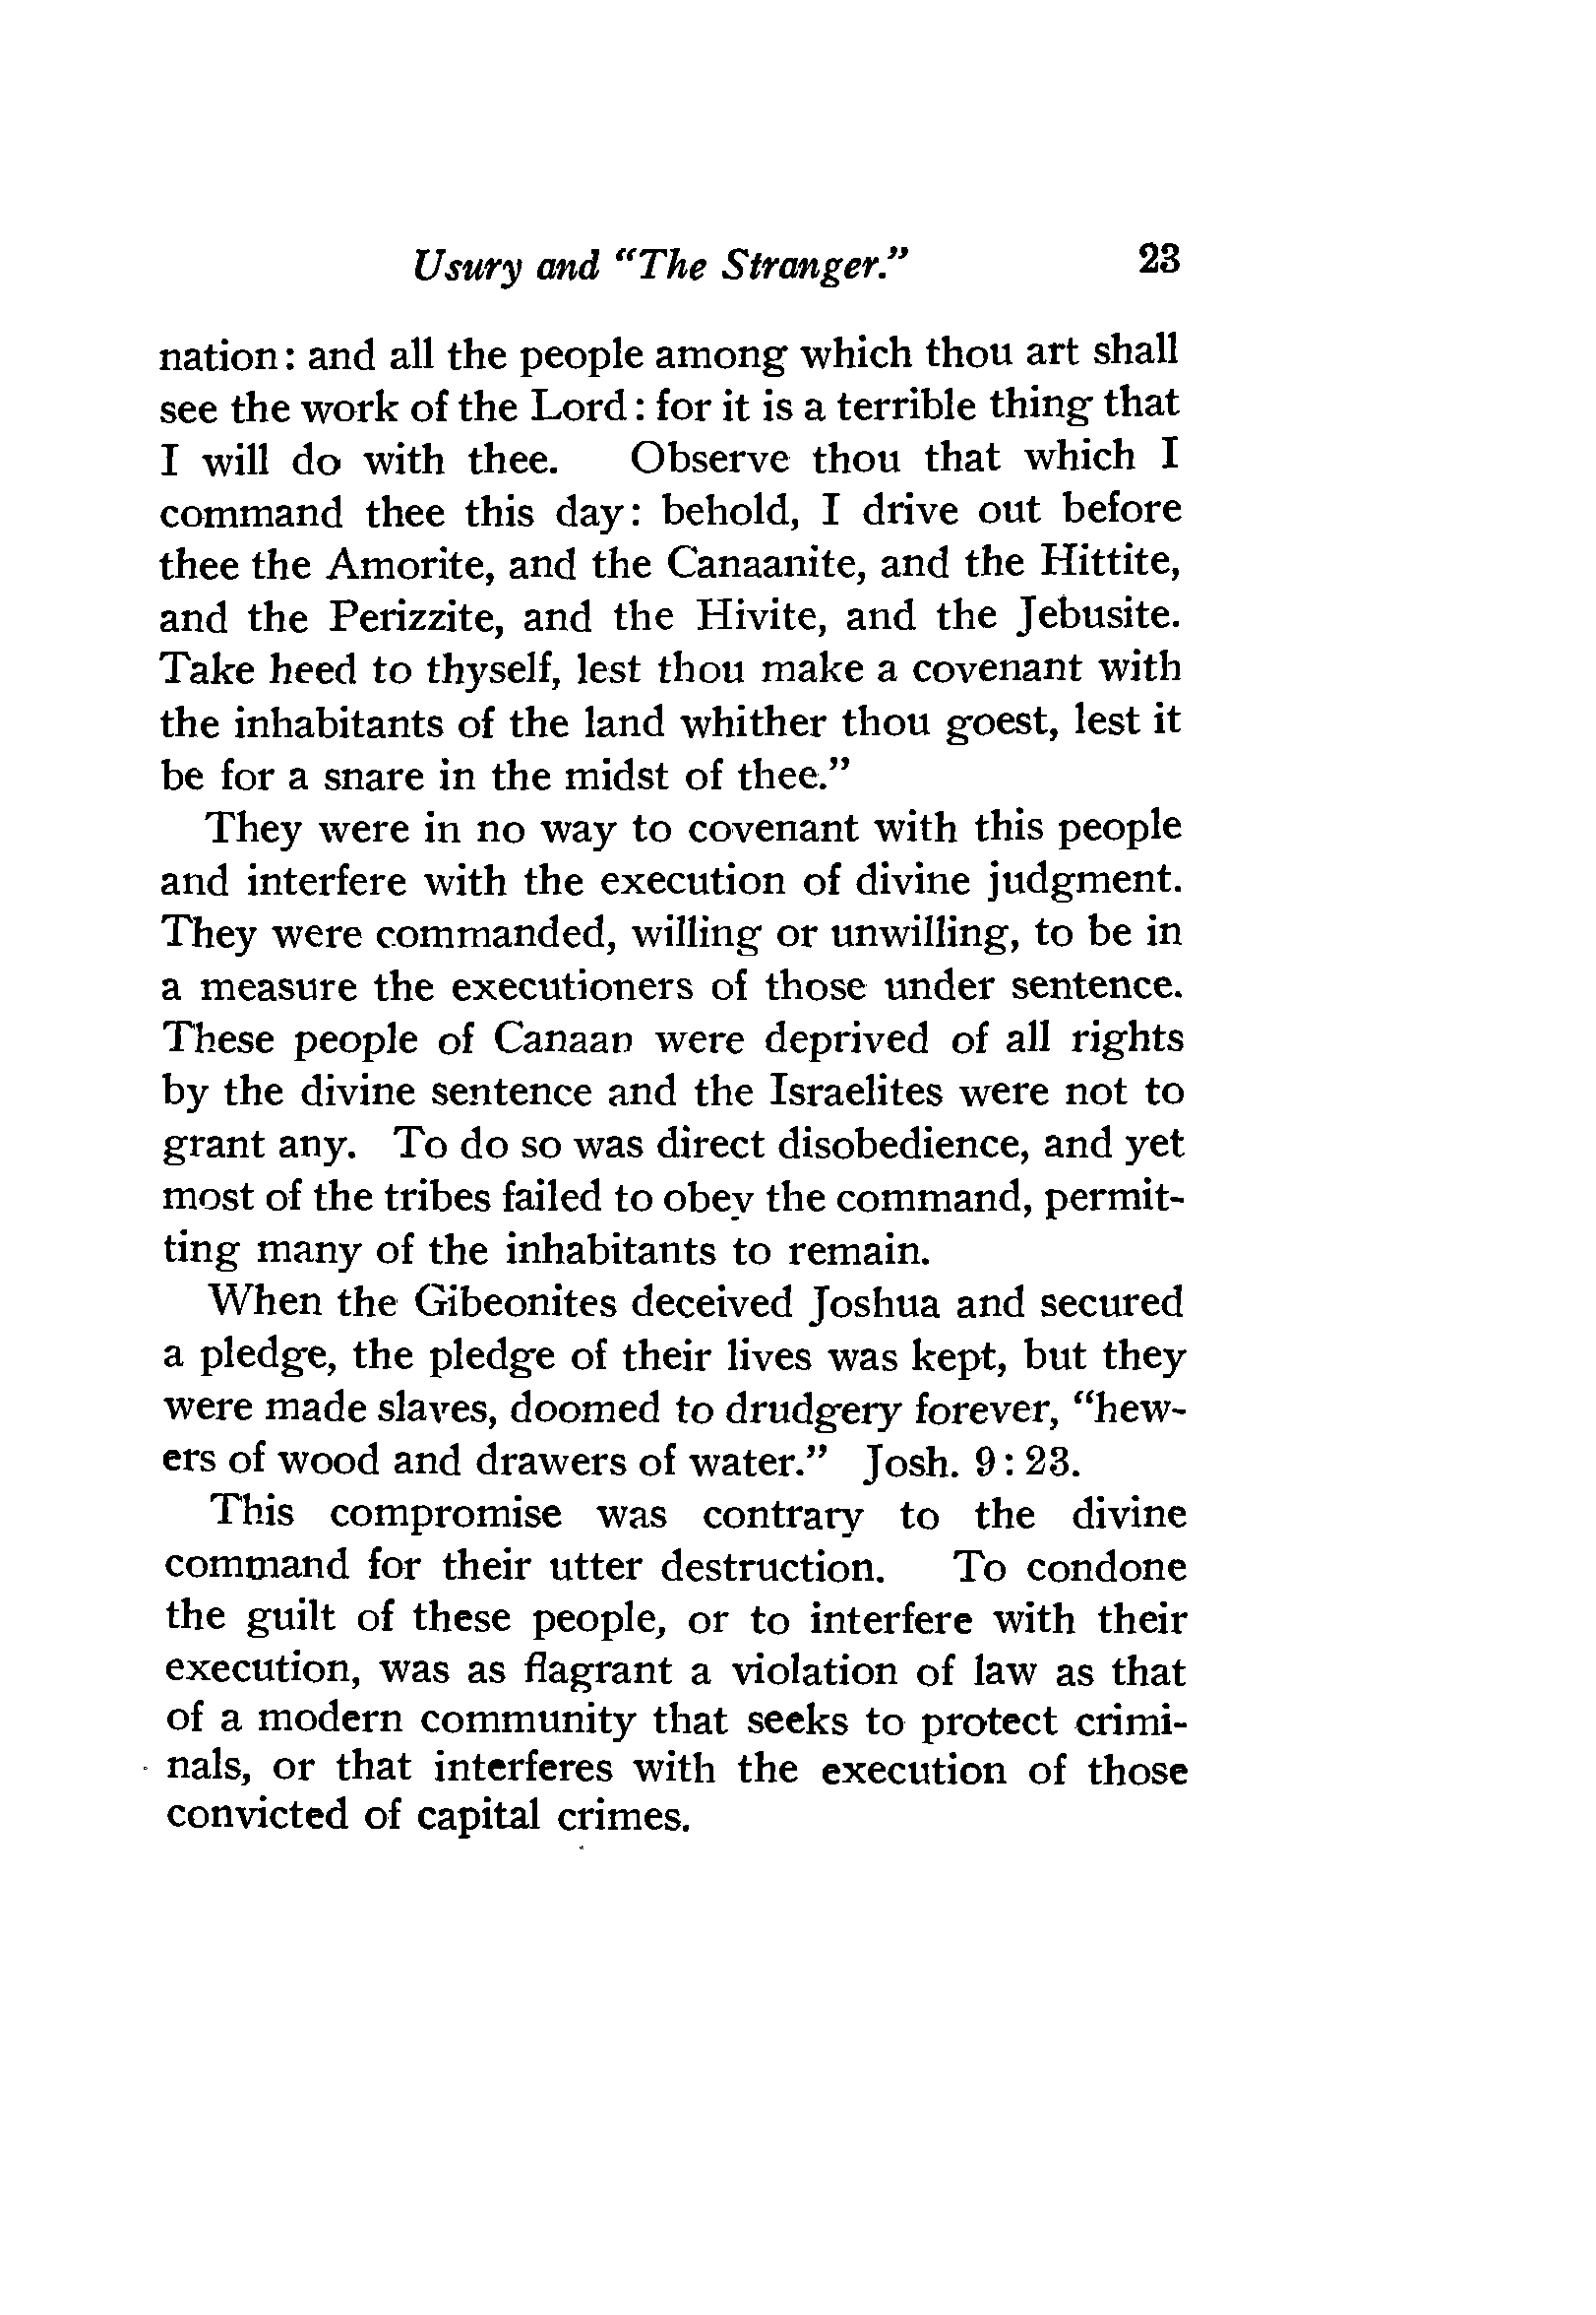 Usury and "The Stranger." 23
nation: and all the people among which thou art shall
see the work of the Lord: for it is a terrible thing that
I will do with thee. Observe thou that which I
command thee this day: behold, I drive out before
thee the Amorite, and the Canaanite, and the Hittite,
and the Perizzite, and the Hivite, and the Jebusite.
Take heed to thyself, lest thou make a covenant with
the inhabitants of the land whither thou goest, lest it
be for a snare in the midst of thee."
They were in no way to covenant with this people
and interfere with the execution of divine judgment.
They were commanded, willing or unwilling, to be in
a measure the executioners of those under sentence.
These people of Canaan were deprived of all rights
by the divine sentence and the Israelites were not to
grant any. To do so was direct disobedience, and yet
most of the tribes failed to obey the command, permit-
ting many of the inhabitants to remain.
When the Gibeonites deceived Joshua and secured
a pledge, the pledge of their lives was kept, but they
were made slaves, doomed to drudgery forever, "hew-
ers of wood and drawers of water." Josh. 9:23.
This compromise was contrary to the divine
command for their utter destruction. To condone
the guilt of these people, or to interfere with their
execution, was as flagrant a violation of law as that
of a modern community that seeks to protect crimi-
nals, or that interferes with the execution of those
convicted of capital crimes.